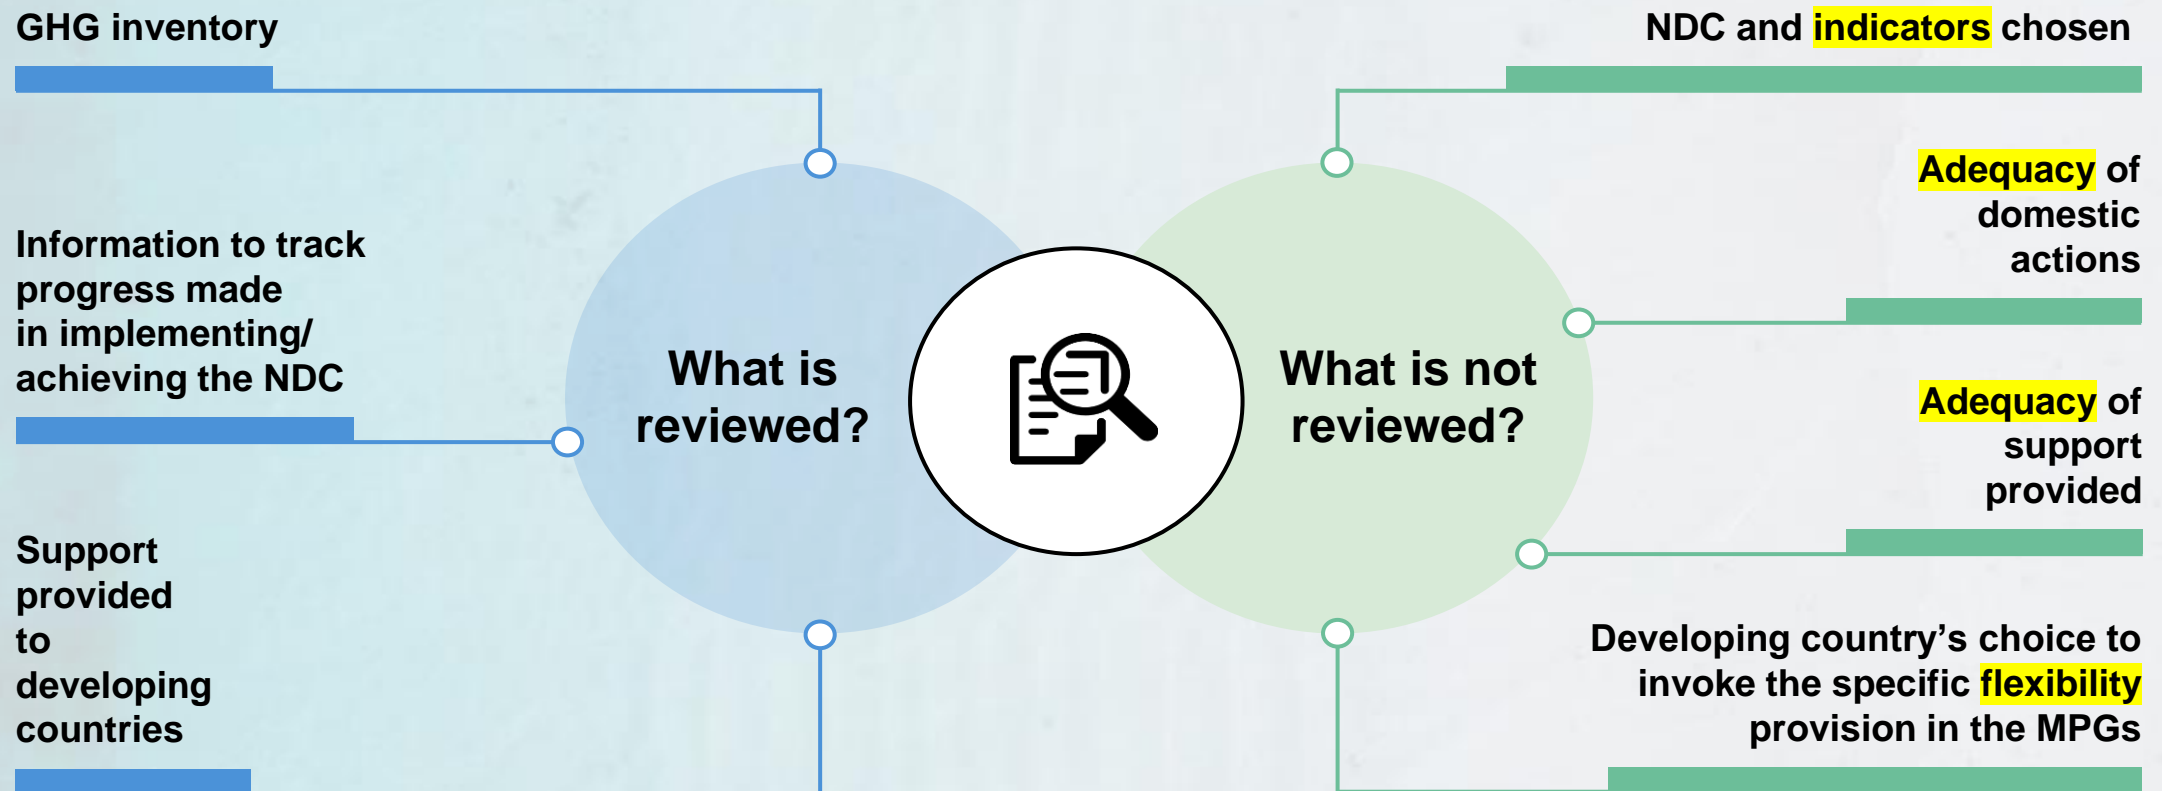 GHG inventory
Information to track
progress made
in implementing/
achieving the NDC
Support
provided
to
developing
countries
What is
reviewed?
What is not
reviewed?
NDC and indicators chosen
Adequacy of
domestic
actions
Adequacy of
support
provided
Developing country’s choice to
invoke the specific flexibility
provision in the MPGs